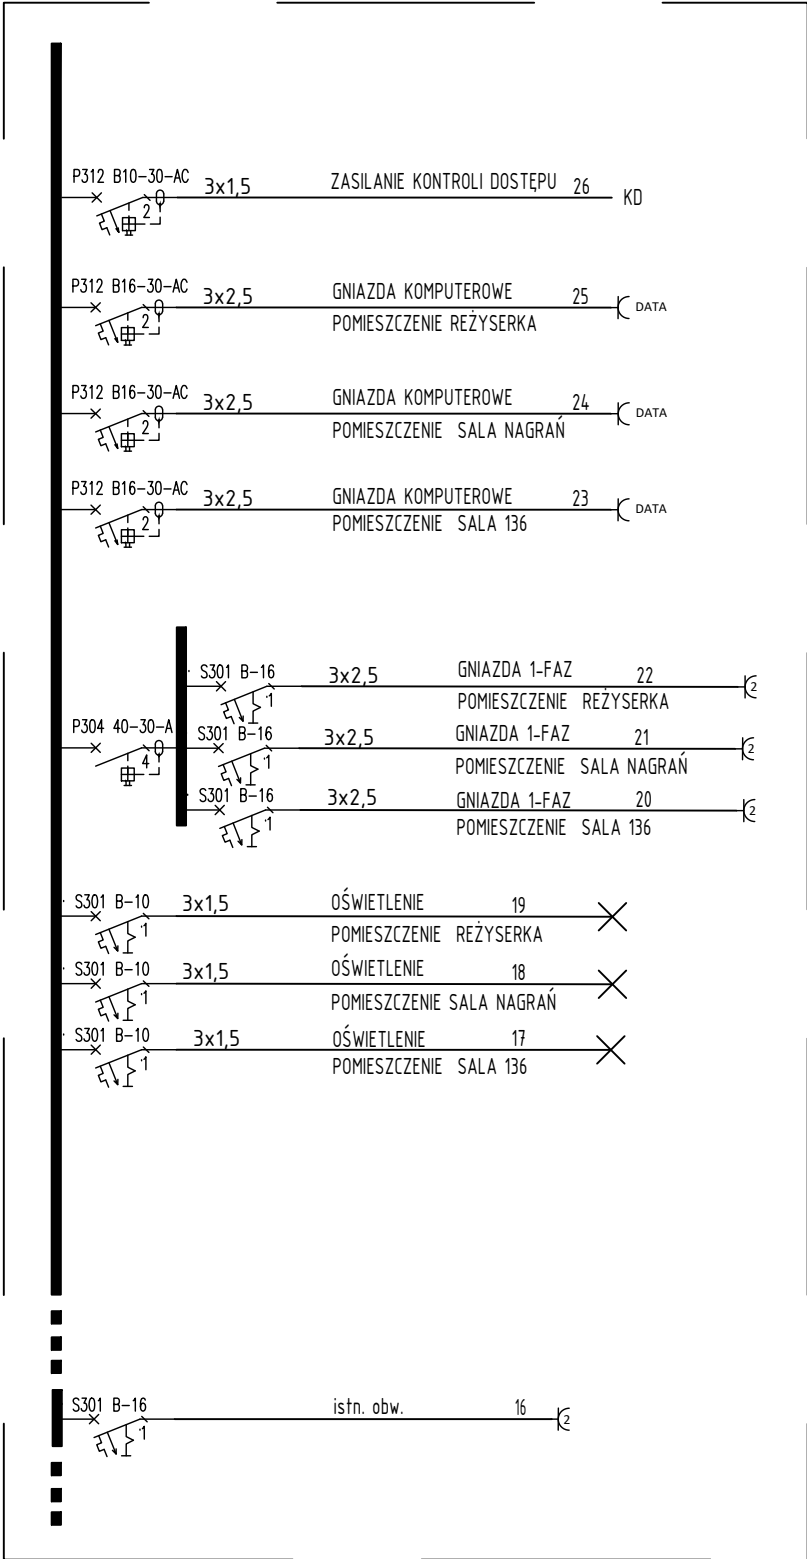 P312 B10-30-AC 3x1,5 ZASILANIE KONTROLI DOSTĘPU 26 KD
2
P312 B16-30-AC 3x2,5 GNIAZDA KOMPUTEROWE 25 DATA
2 POMIESZCZENIE REŻYSERKA
P312 B16-30-AC 3x2,5 GNIAZDA KOMPUTEROWE 24 DATA
2 POMIESZCZENIE SALA NAGRAŃ
P312 B16-30-AC 3x2,5 GNIAZDA KOMPUTEROWE 23 DATA
2 POMIESZCZENIE SALA 136
S301 B-16 3x2,5 GNIAZDA 1-FAZ 22 2
1 POMIESZCZENIE REŻYSERKA
P304 40-30-A S301 B-16 3x2,5 GNIAZDA 1-FAZ 21 2
4 1 POMIESZCZENIE SALA NAGRAŃ
S301 B-16 3x2,5 GNIAZDA 1-FAZ 20 2
1 POMIESZCZENIE SALA 136
S301 B-10 3x1,5 OŚWIETLENIE 19
1 POMIESZCZENIE REŻYSERKA
S301 B-10 3x1,5 OŚWIETLENIE 18
1 POMIESZCZENIE SALA NAGRAŃ
S301 B-10 3x1,5 OŚWIETLENIE 17
1 POMIESZCZENIE SALA 136
S301 B-16 istn. obw. 16 2
1